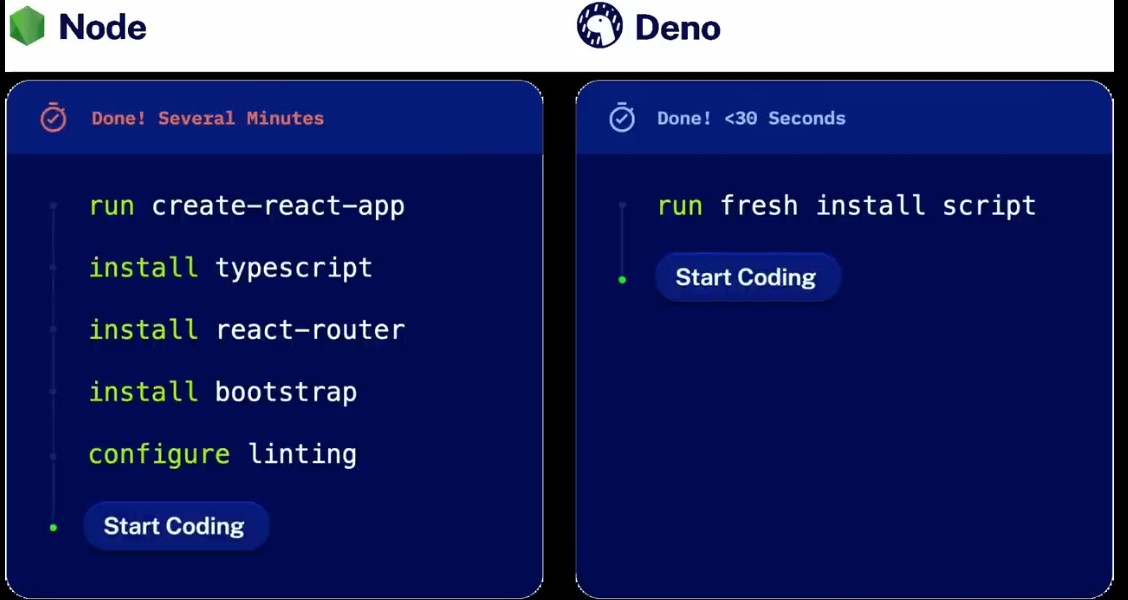 Node
Done! Several Minutes
run create-react-app
install typescript
install react-router
install bootstrap
configure linting
Start Coding
Deno
Done! <30 Seconds
run fresh install script
Start Coding